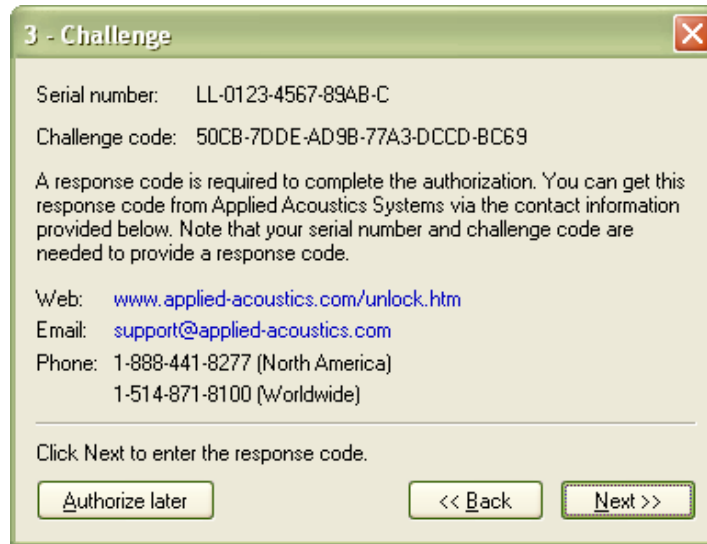 3 - Challenge
Serial number: LL-0123-4567-89AB-C
Challenge code: 50CB-7DDE-AD9B-77A3-DCCD-BC69
A response code is required to complete the authorization. You can get this
response code from Applied Acoustics Systems via the contact information
provided below. Note that your serial number and challenge code are
needed to provide a response code.
Web: www.applied-acoustics.com/unlock.htm
Email: support@applied-acoustics.com
Phone: 1-888-441-8277 (North America)
1-514-871-8100 (Worldwide)
Click Next to enter the response code.
Authorize later << Back Next >>